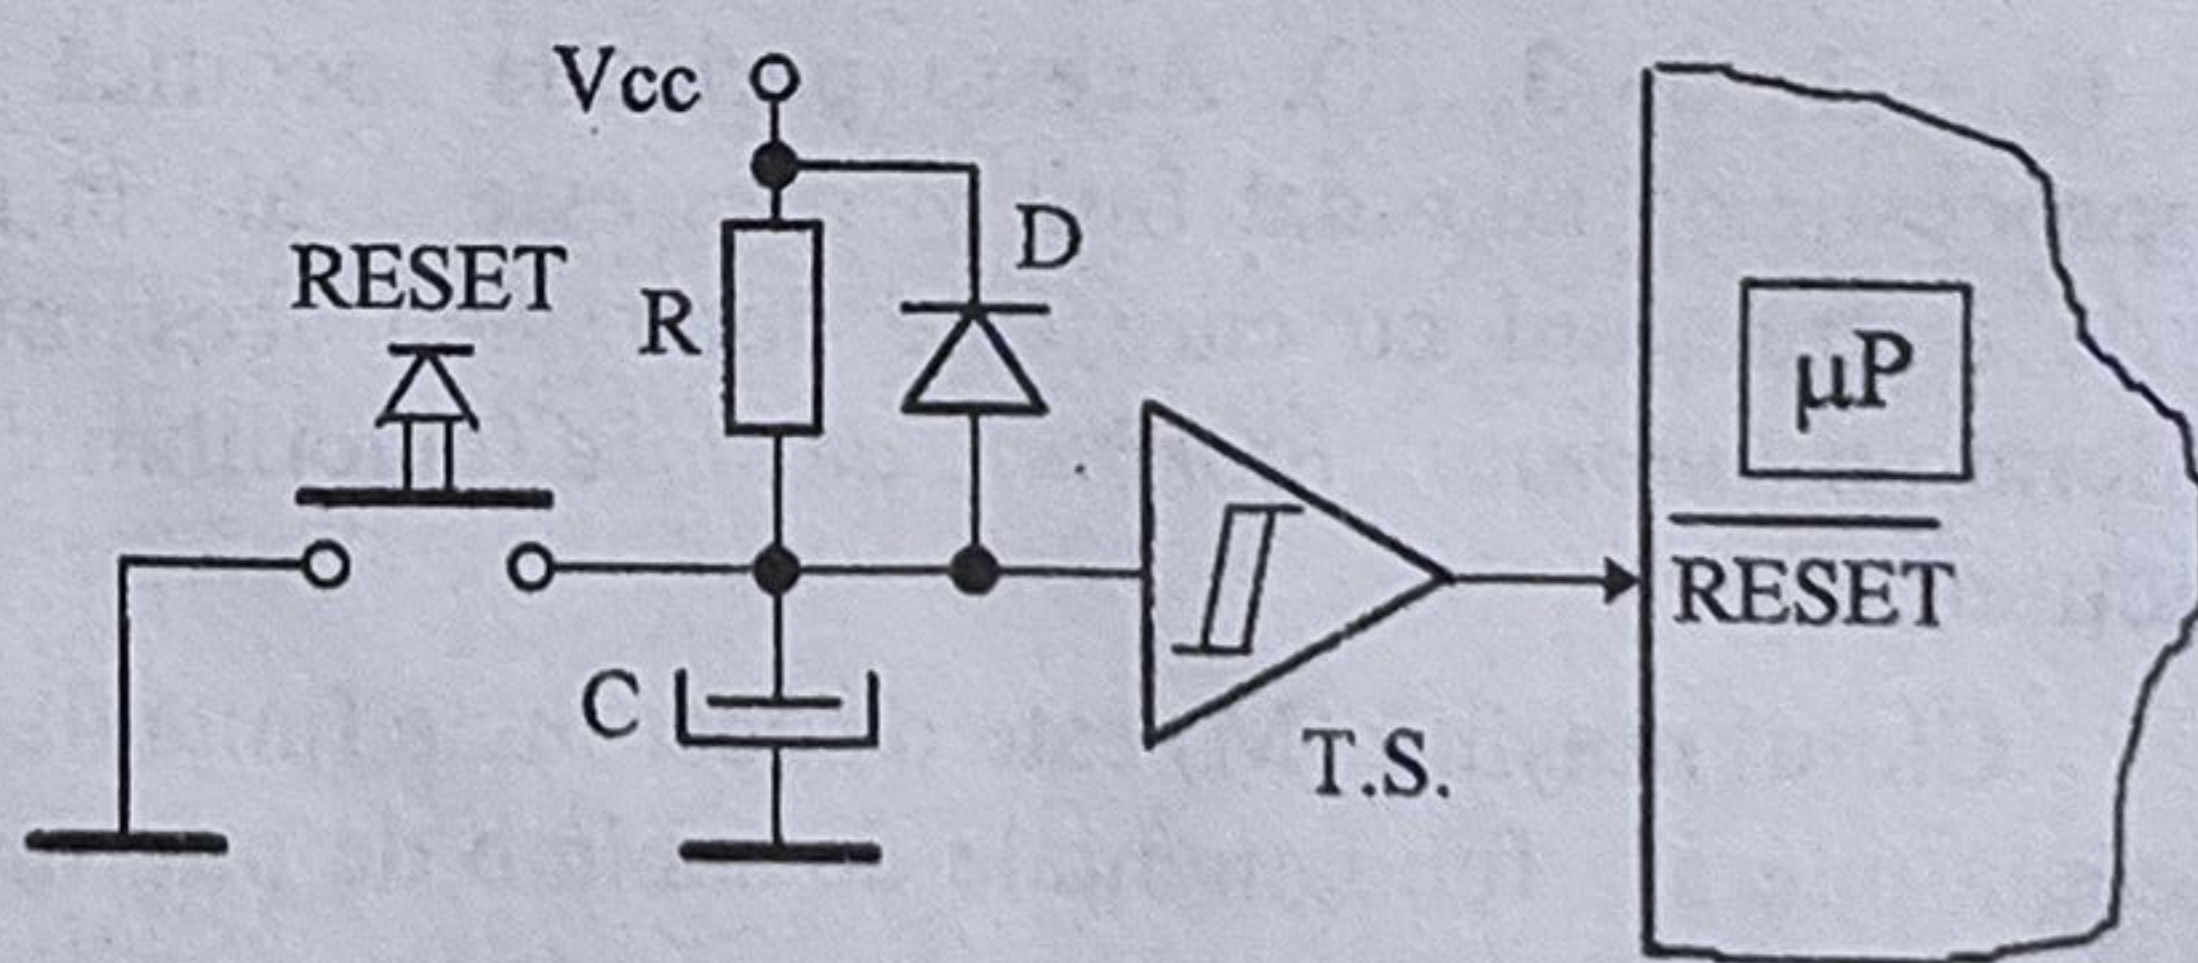 Vcc
D
RESET
R
µP
RESET
C
T.S.